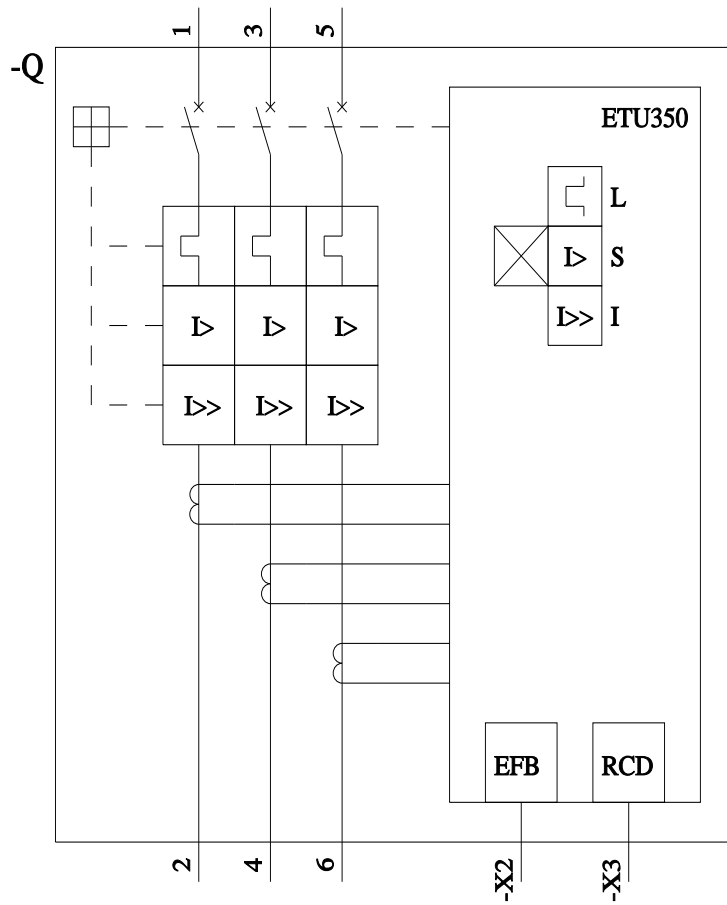 1 3 5
-Q
ETU350
L
I> S
I>> I
I> I> I>
I>> I>> I>>
EFB RCD
2 4 6 -X2 -X3